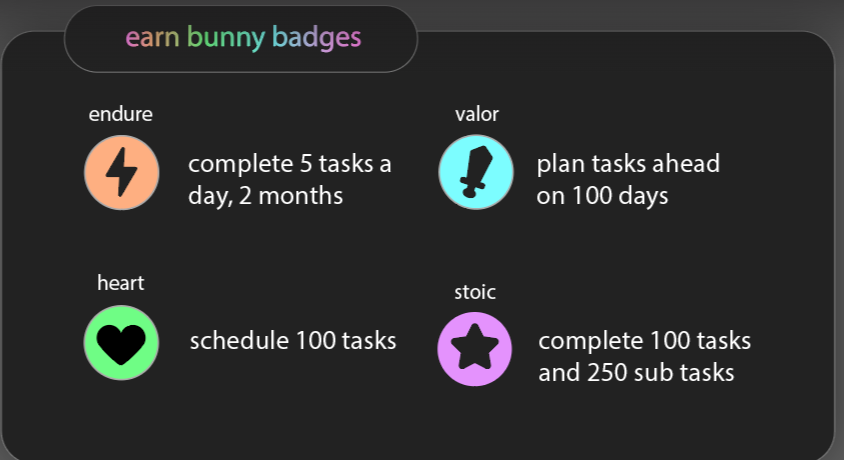 earn bunny badges
endure
complete 5 tasks a
day, 2 months
valor
plan tasks ahead
on 100 days
heart
schedule 100 tasks
stoic
complete 100 tasks
and 250 sub tasks